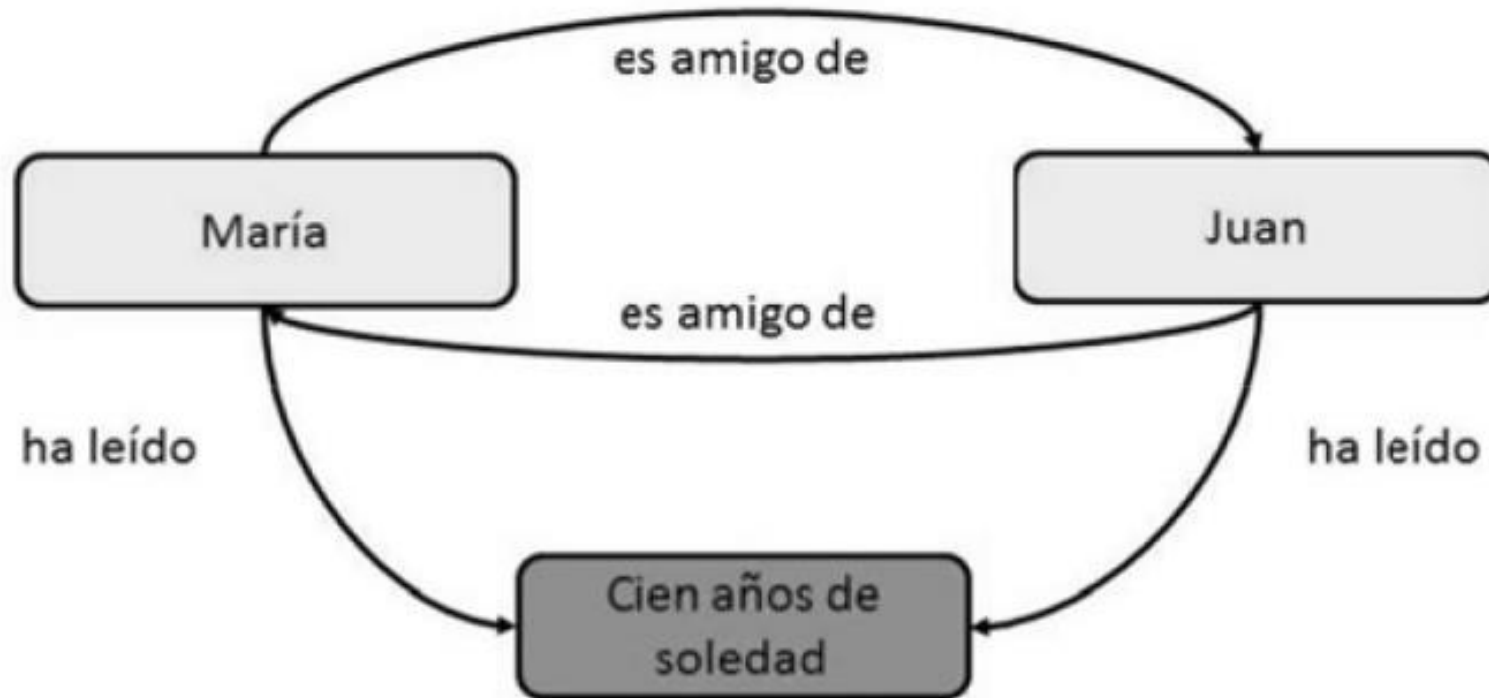 es amigo de
María
Juan
es amigo de
ha leído
ha leído
Cien años de
soledad